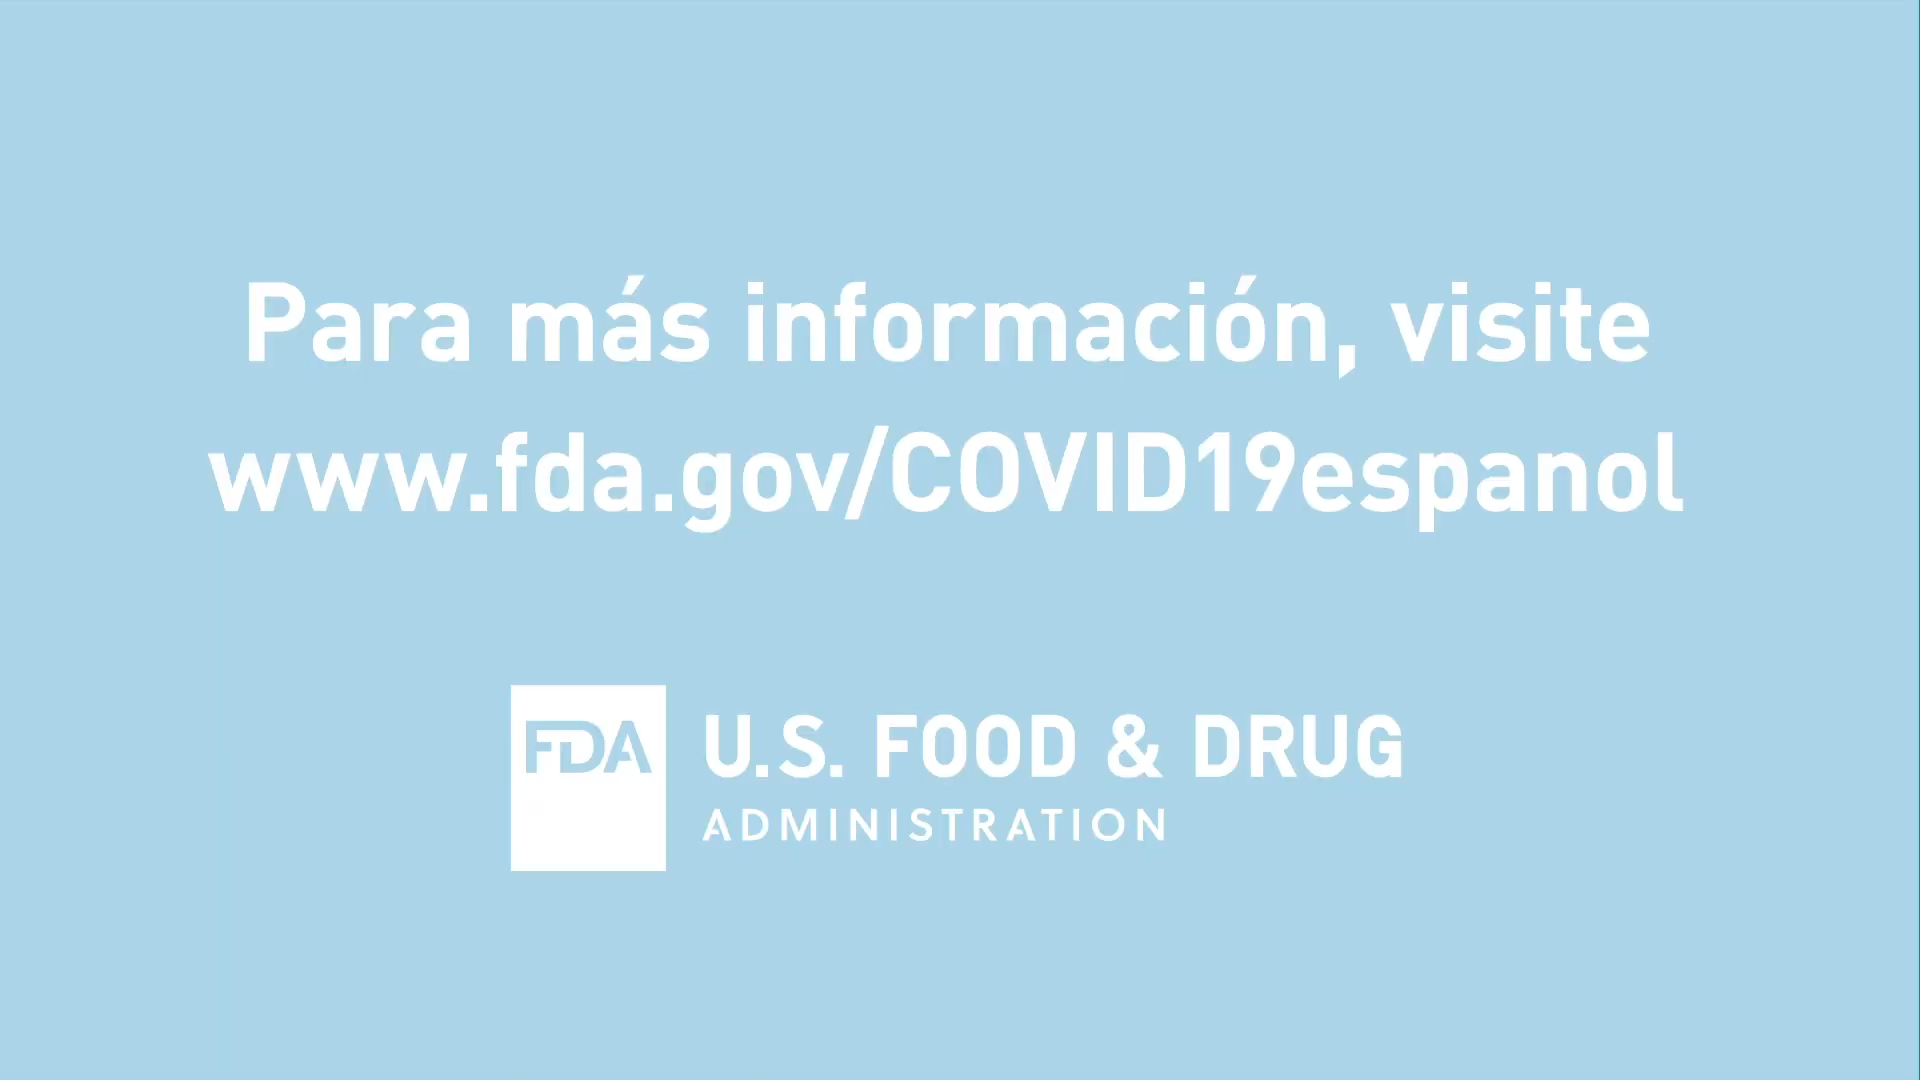 Para más información, visite
www.fda.gov/COVID19espanol
FDA
U.S. FOOD & DRUG
ADMINISTRATION